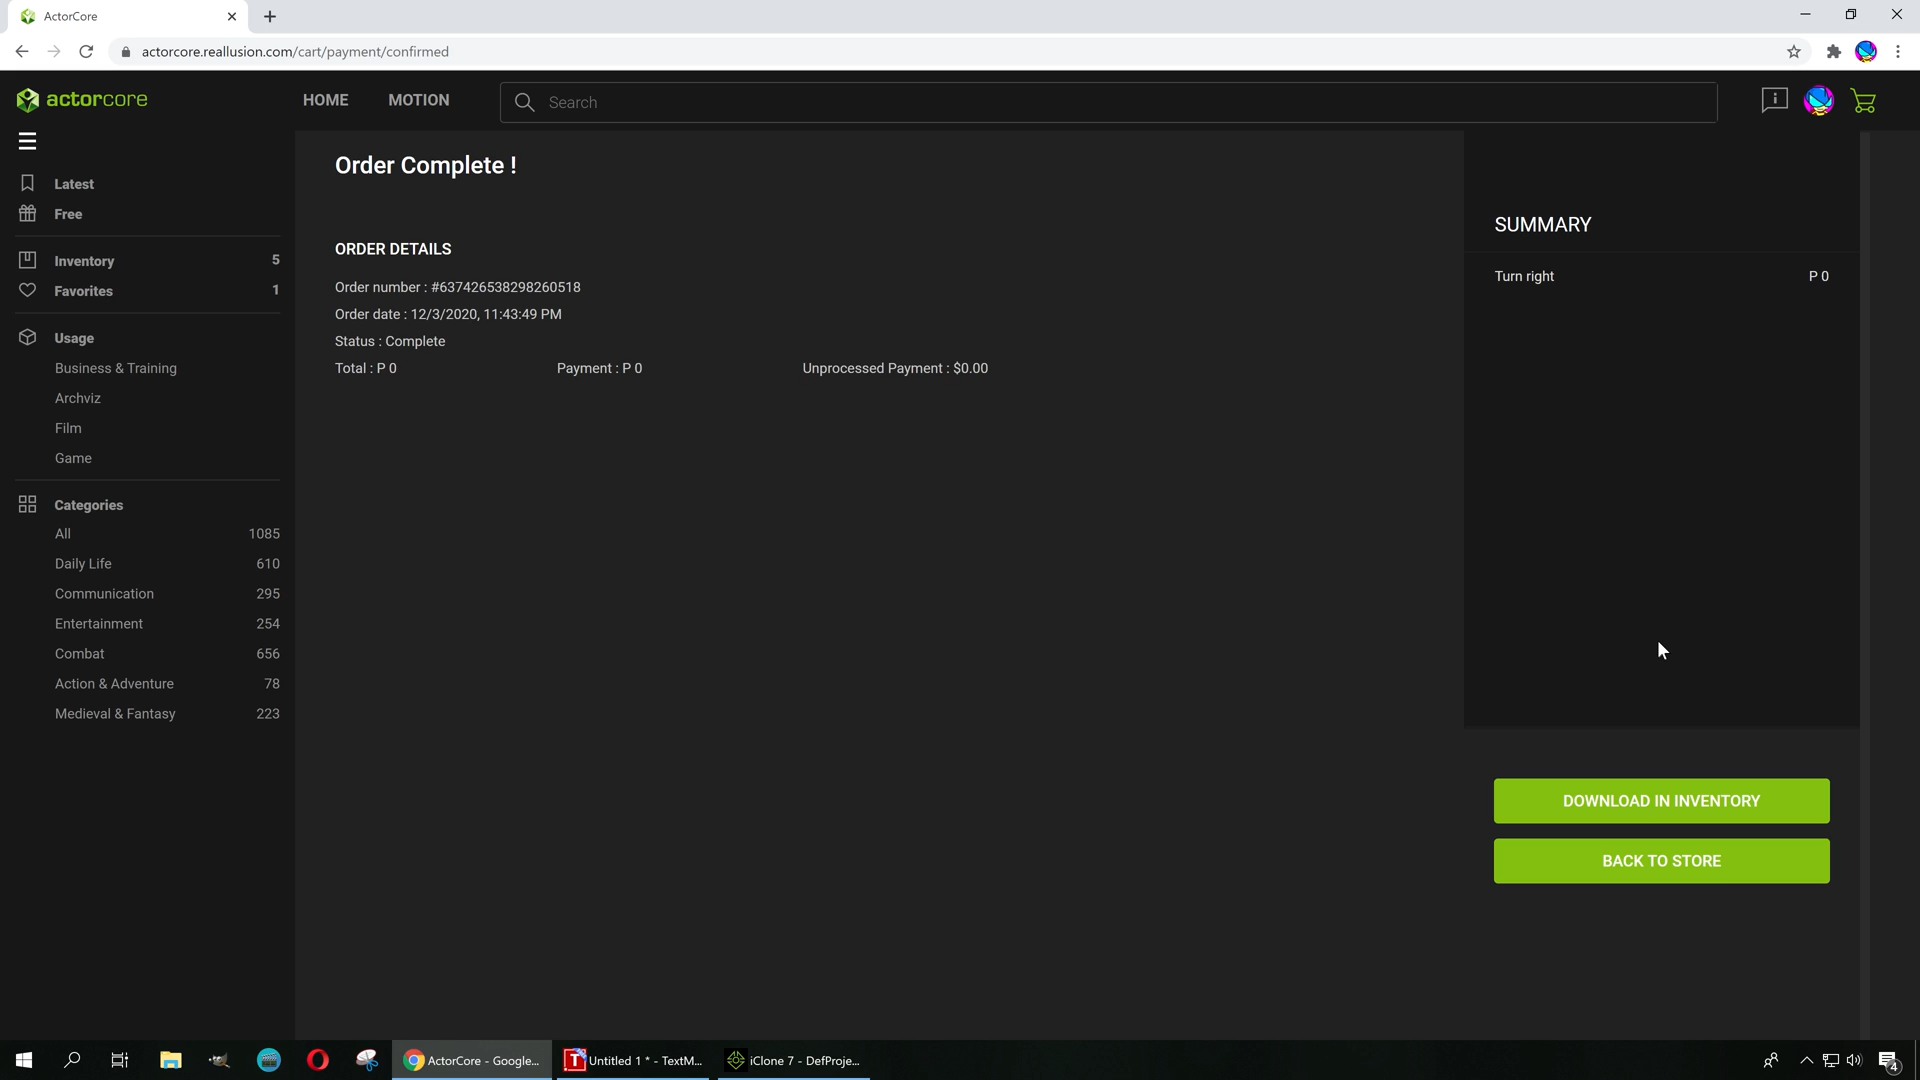 ActorCore
actorcore.reallusion.com/cart/payment/confirmed
actorcore
HOME
MOTION
Search
Latest
Free
Inventory 5
Favorites 1
Usage
Business & Training
Archviz
Film
Game
Categories
All 1085
Daily Life 610
Communication 295
Entertainment 254
Combat 656
Action & Adventure 78
Medieval & Fantasy 223
Order Complete !
ORDER DETAILS
Order number : #637426538298260518
Order date : 12/3/2020, 11:43:49 PM
Status : Complete
Total : P 0 Payment : P 0 Unprocessed Payment : $0.00
SUMMARY
Turn right P 0
DOWNLOAD IN INVENTORY
BACK TO STORE
ActorCore - Google...
Untitled 1 * - TextM...
iClone 7 - DefProje...
4